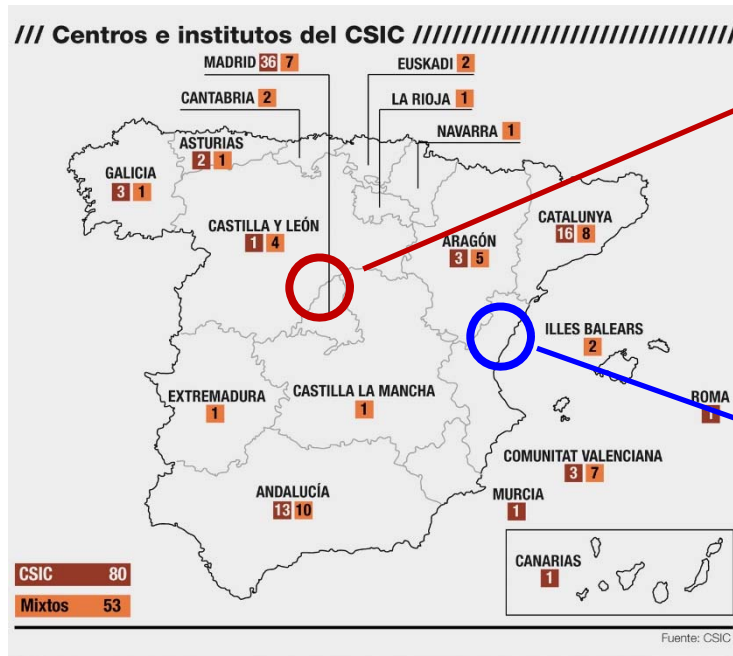 /// Centros e institutos del CSIC ///////////////////////////////
MADRID 36 7
EUSKADI 2
CANTABRIA 2
LA RIOJA 1
NAVARRA 1
ASTURIAS
2 1
GALICIA
3 1
CATALUNYA
16 8
CASTILLA Y LEÓN
1 4
ARAGÓN
3 5
ILLES BALEARS
2
EXTREMADURA
1
CASTILLA LA MANCHA
1
ROMA
1
COMUNITAT VALENCIANA
3 7
ANDALUCÍA
13 10
MURCIA
1
CANARIAS
1
CSIC 80
Mixtos 53
Fuente: CSIC